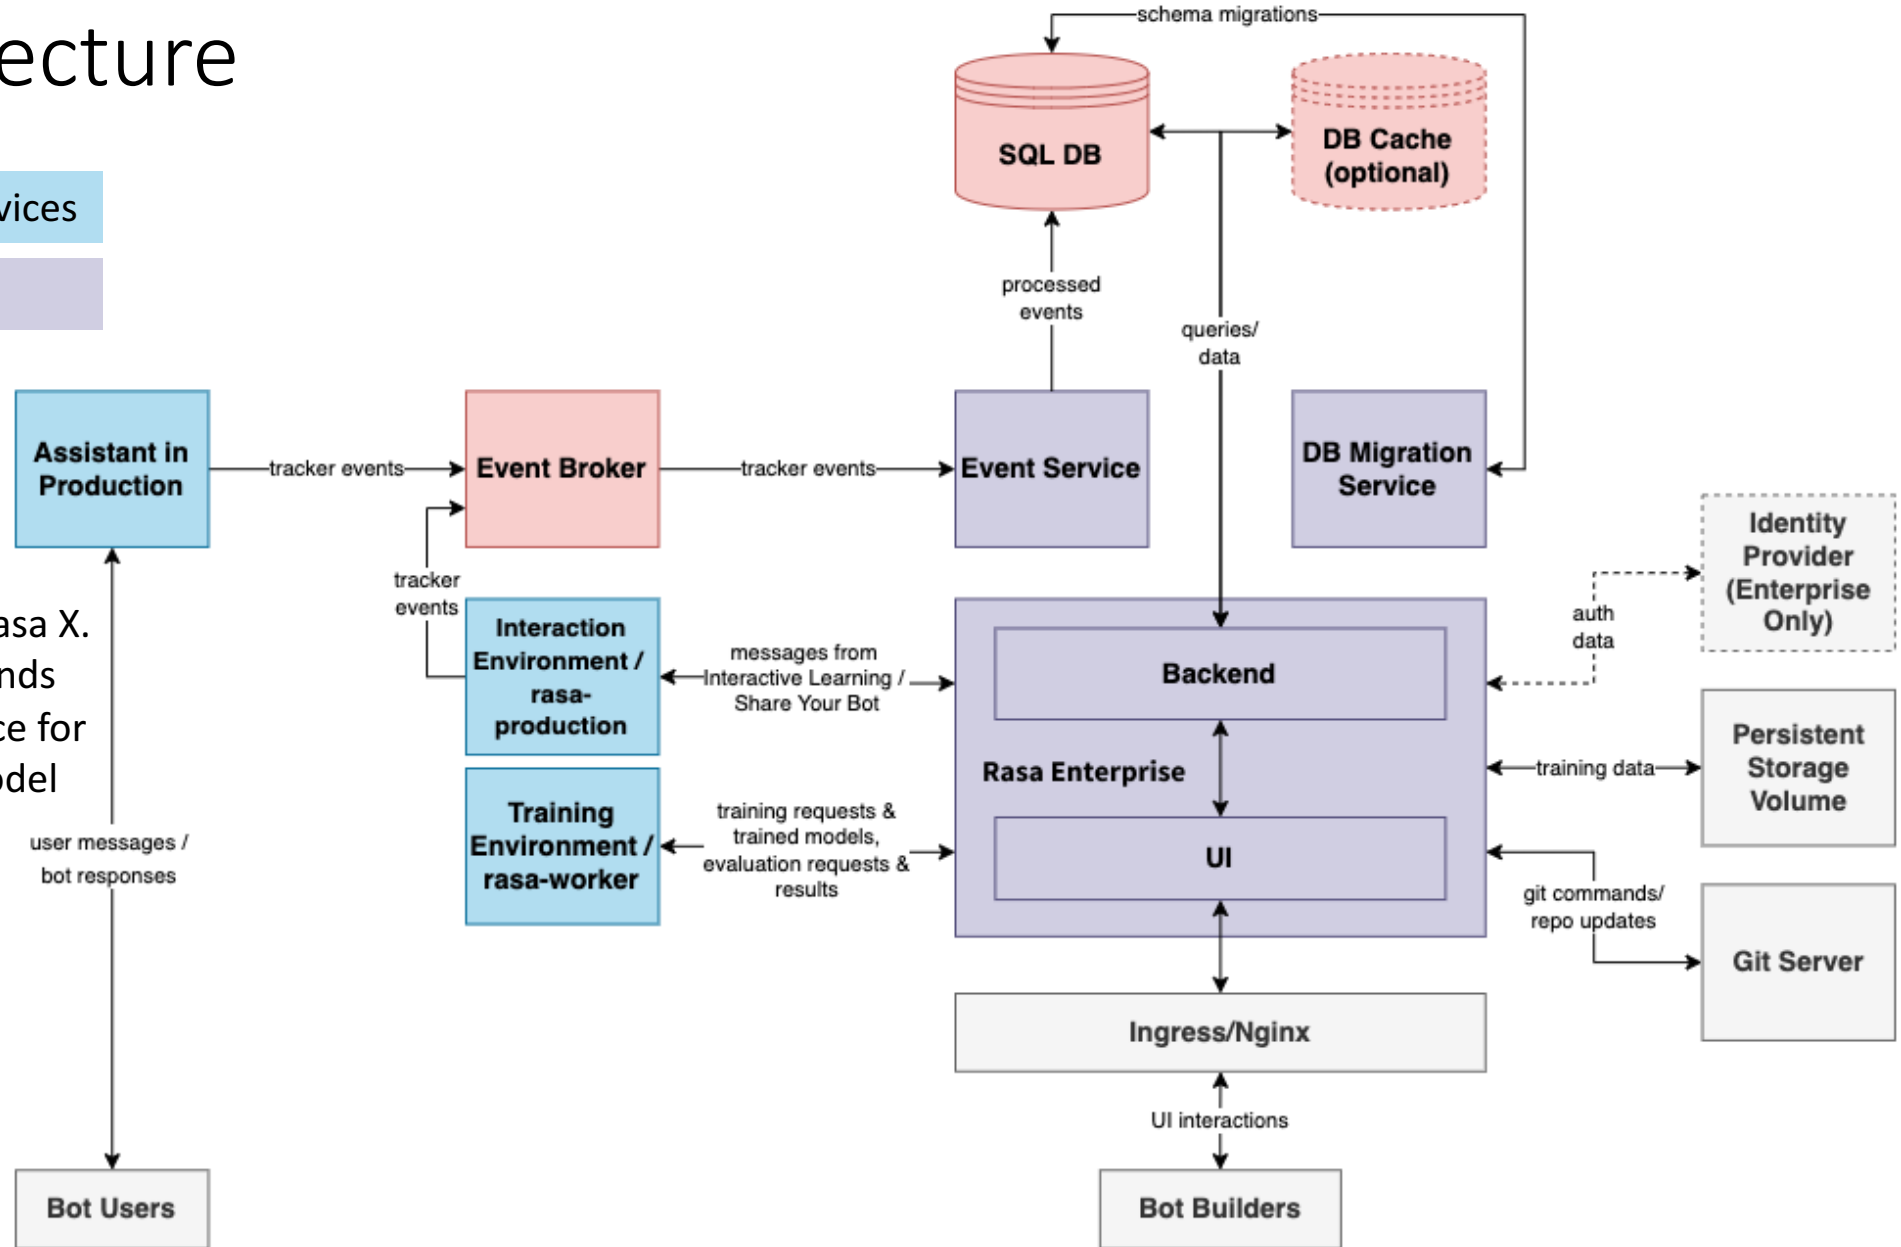 ecture
schema migrations
SQL DB
DB Cache
(optional)
vices
processed
events
queries/
data
Assistant in
Production
tracker events
Event Broker
tracker events
Event Service
DB Migration
Service
Identity
Provider
(Enterprise
Only)
auth
data
tracker
events
asa X.
nds
ce for
odel
Interaction
Environment /
rasa-
production
messages from
Interactive Learning /
Share Your Bot
Backend
Rasa Enterprise
UI
training data
Persistent
Storage
Volume
Training
Environment /
rasa-worker
training requests &
trained models,
evaluation requests &
results
user messages /
bot responses
git commands/
repo updates
Git Server
Ingress/Nginx
UI interactions
Bot Users
Bot Builders